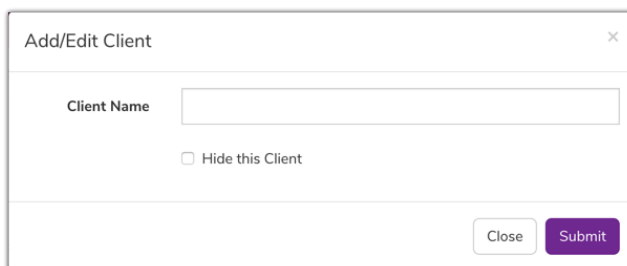 Add/Edit Client ×
Client Name
Hide this Client
Close Submit